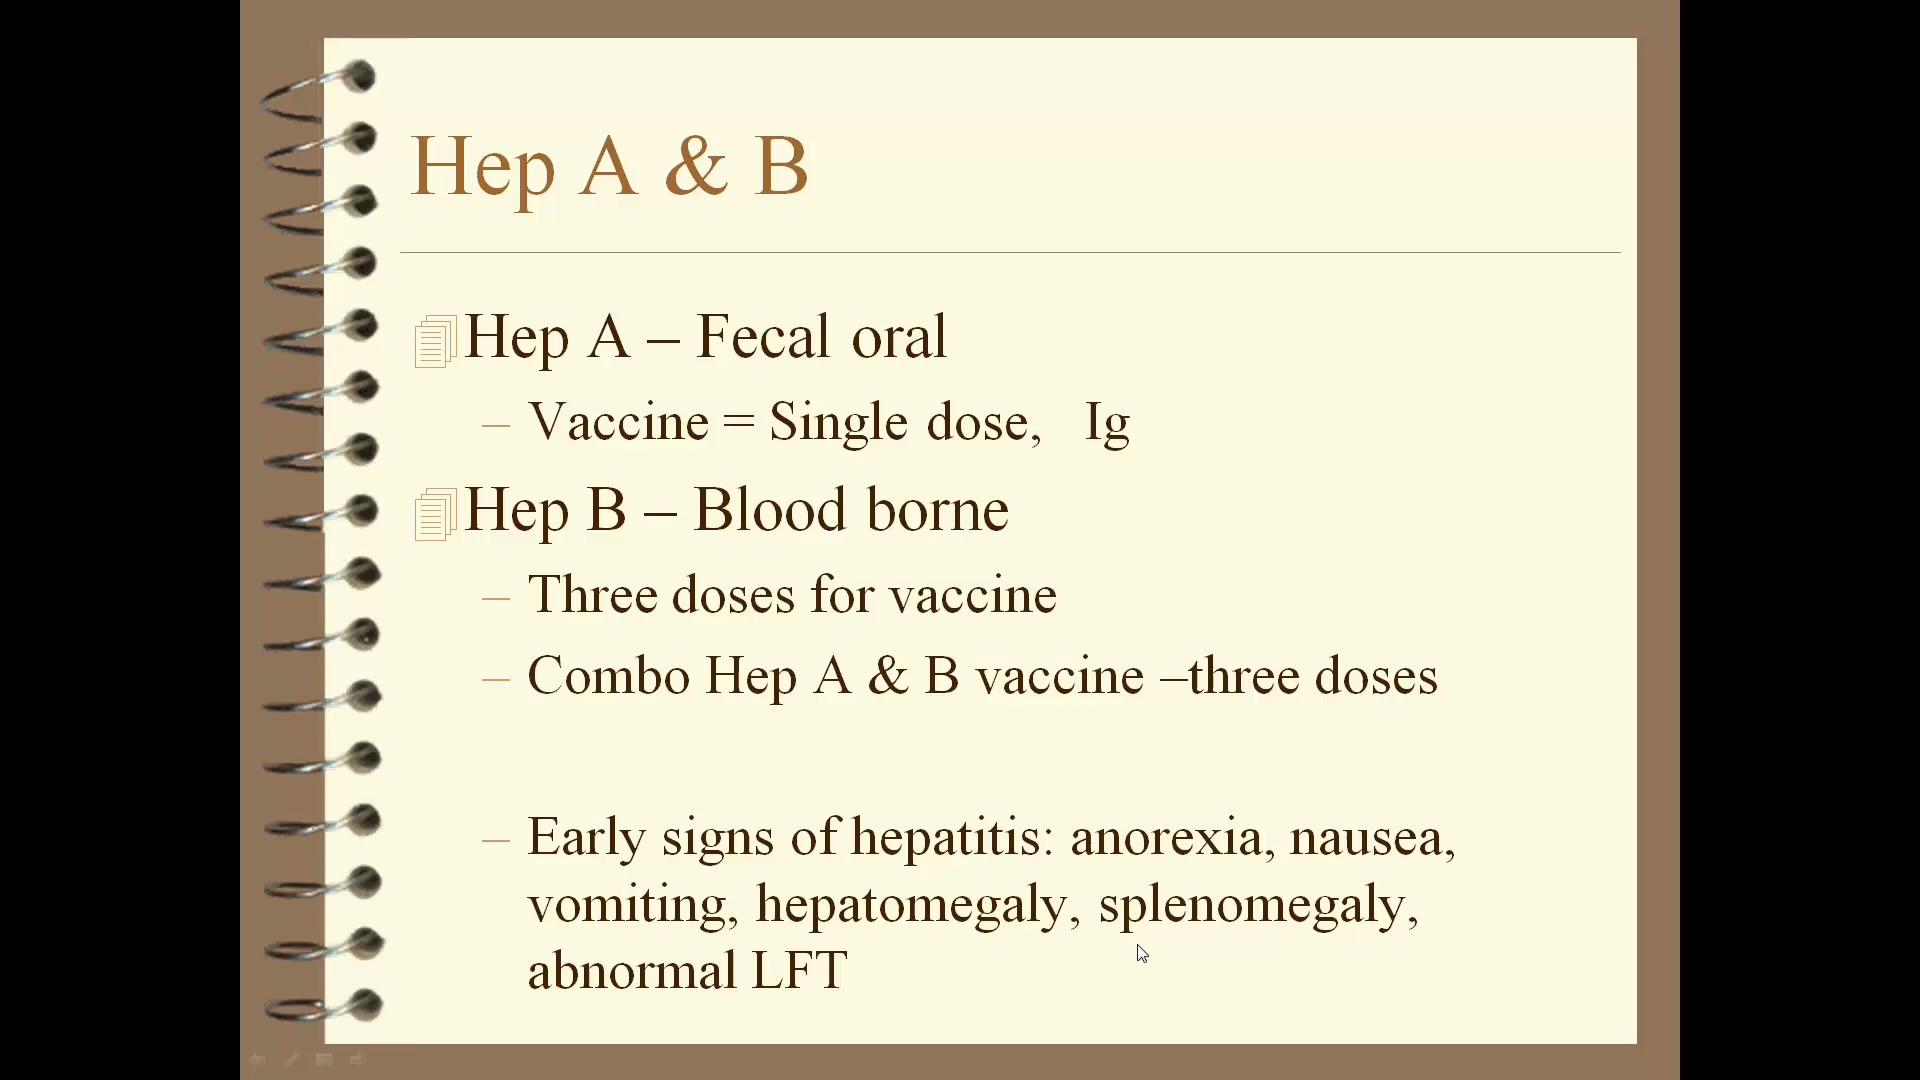 Hep A & B
Hep A – Fecal oral
– Vaccine = Single dose, Ig
Hep B – Blood borne
– Three doses for vaccine
– Combo Hep A & B vaccine –three doses
– Early signs of hepatitis: anorexia, nausea,
vomiting, hepatomegaly, splenomegaly,
abnormal LFT